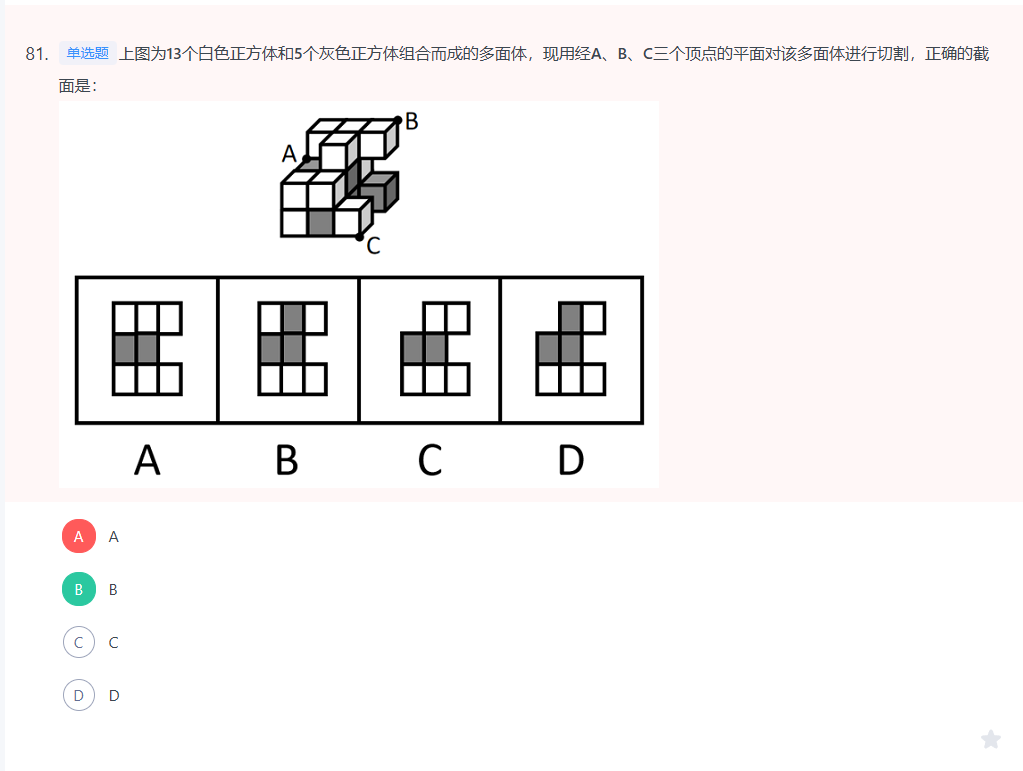 81. 单选题 上图为13个白色正方体和5个灰色正方体组合而成的多面体，现用经A、B、C三个顶点的平面对该多面体进行切割，正确的截
面是：
B
A
C
A B C D
A A
B B
C C
D D